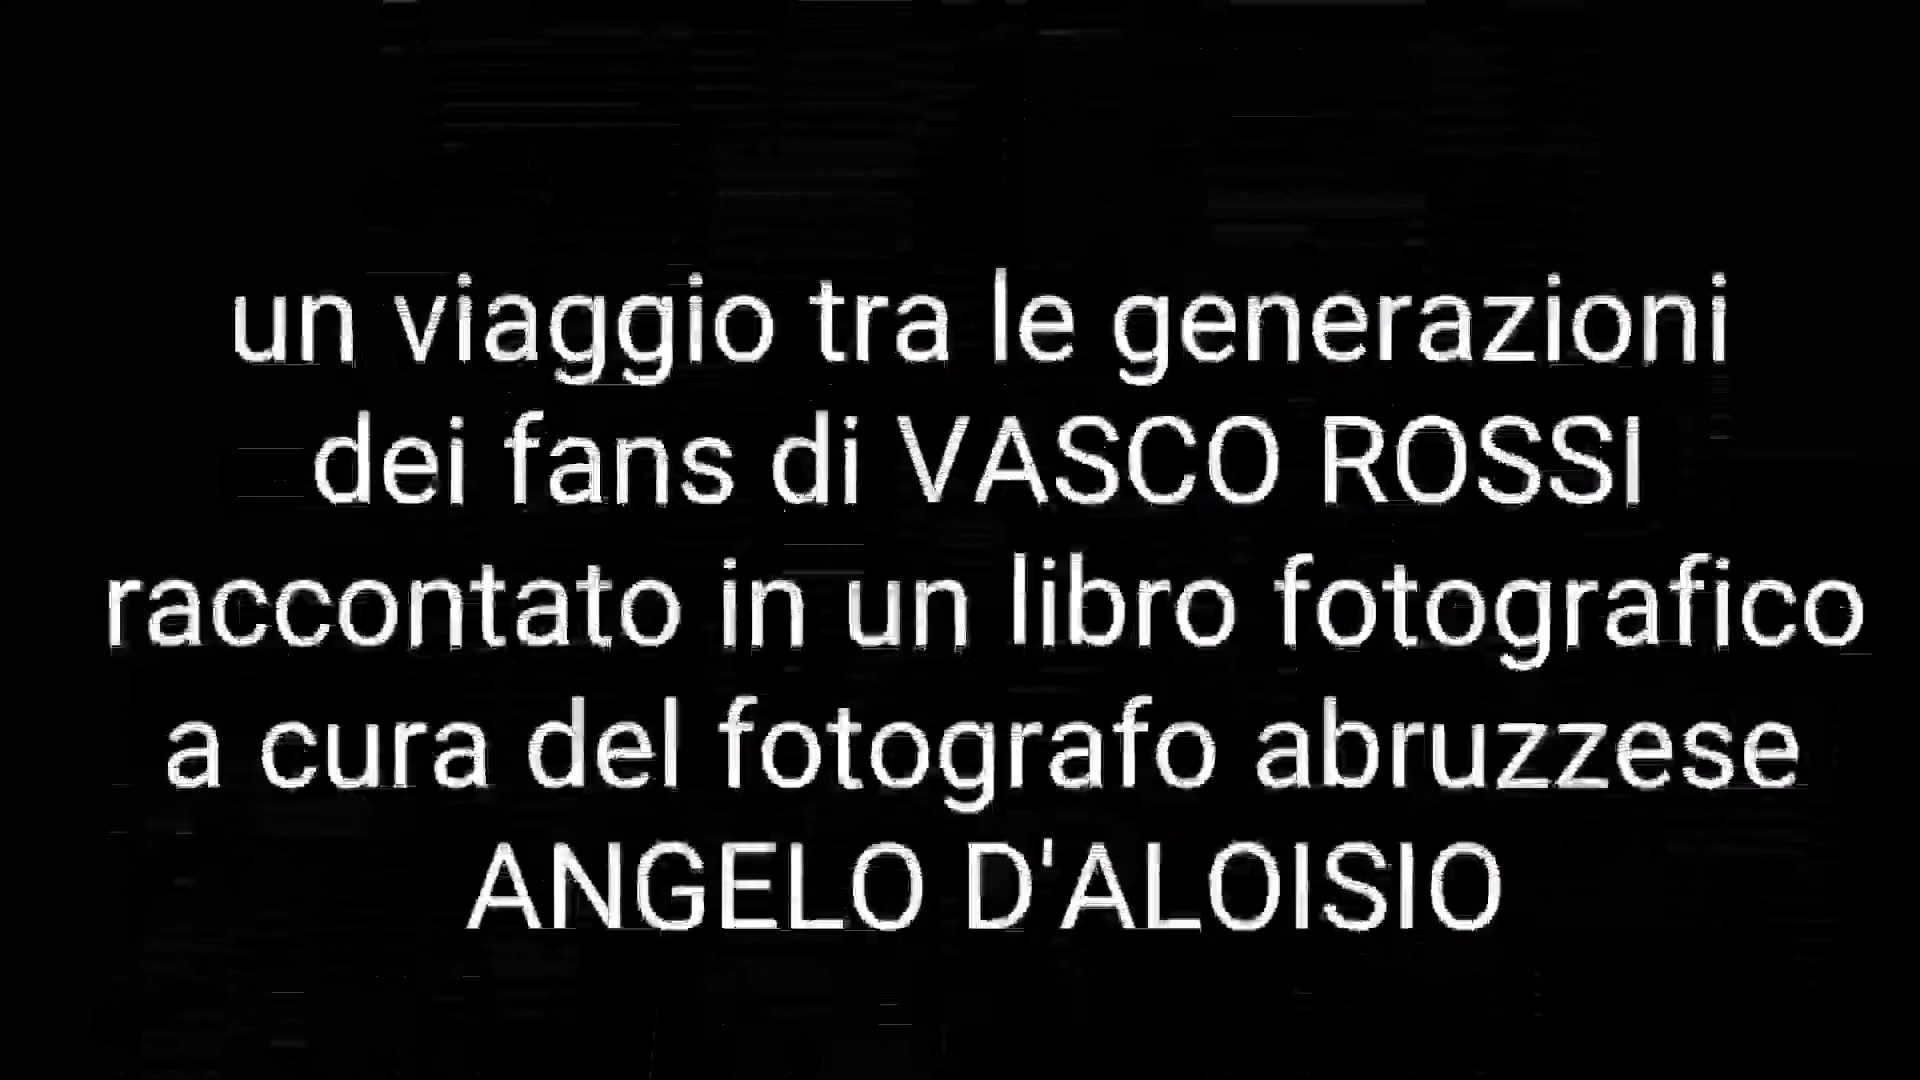 un viaggio tra le generazioni
dei fans di VASCO ROSSI
raccontato in un libro fotografico
a cura del fotografo abruzzese
ANGELO D'ALOISIO